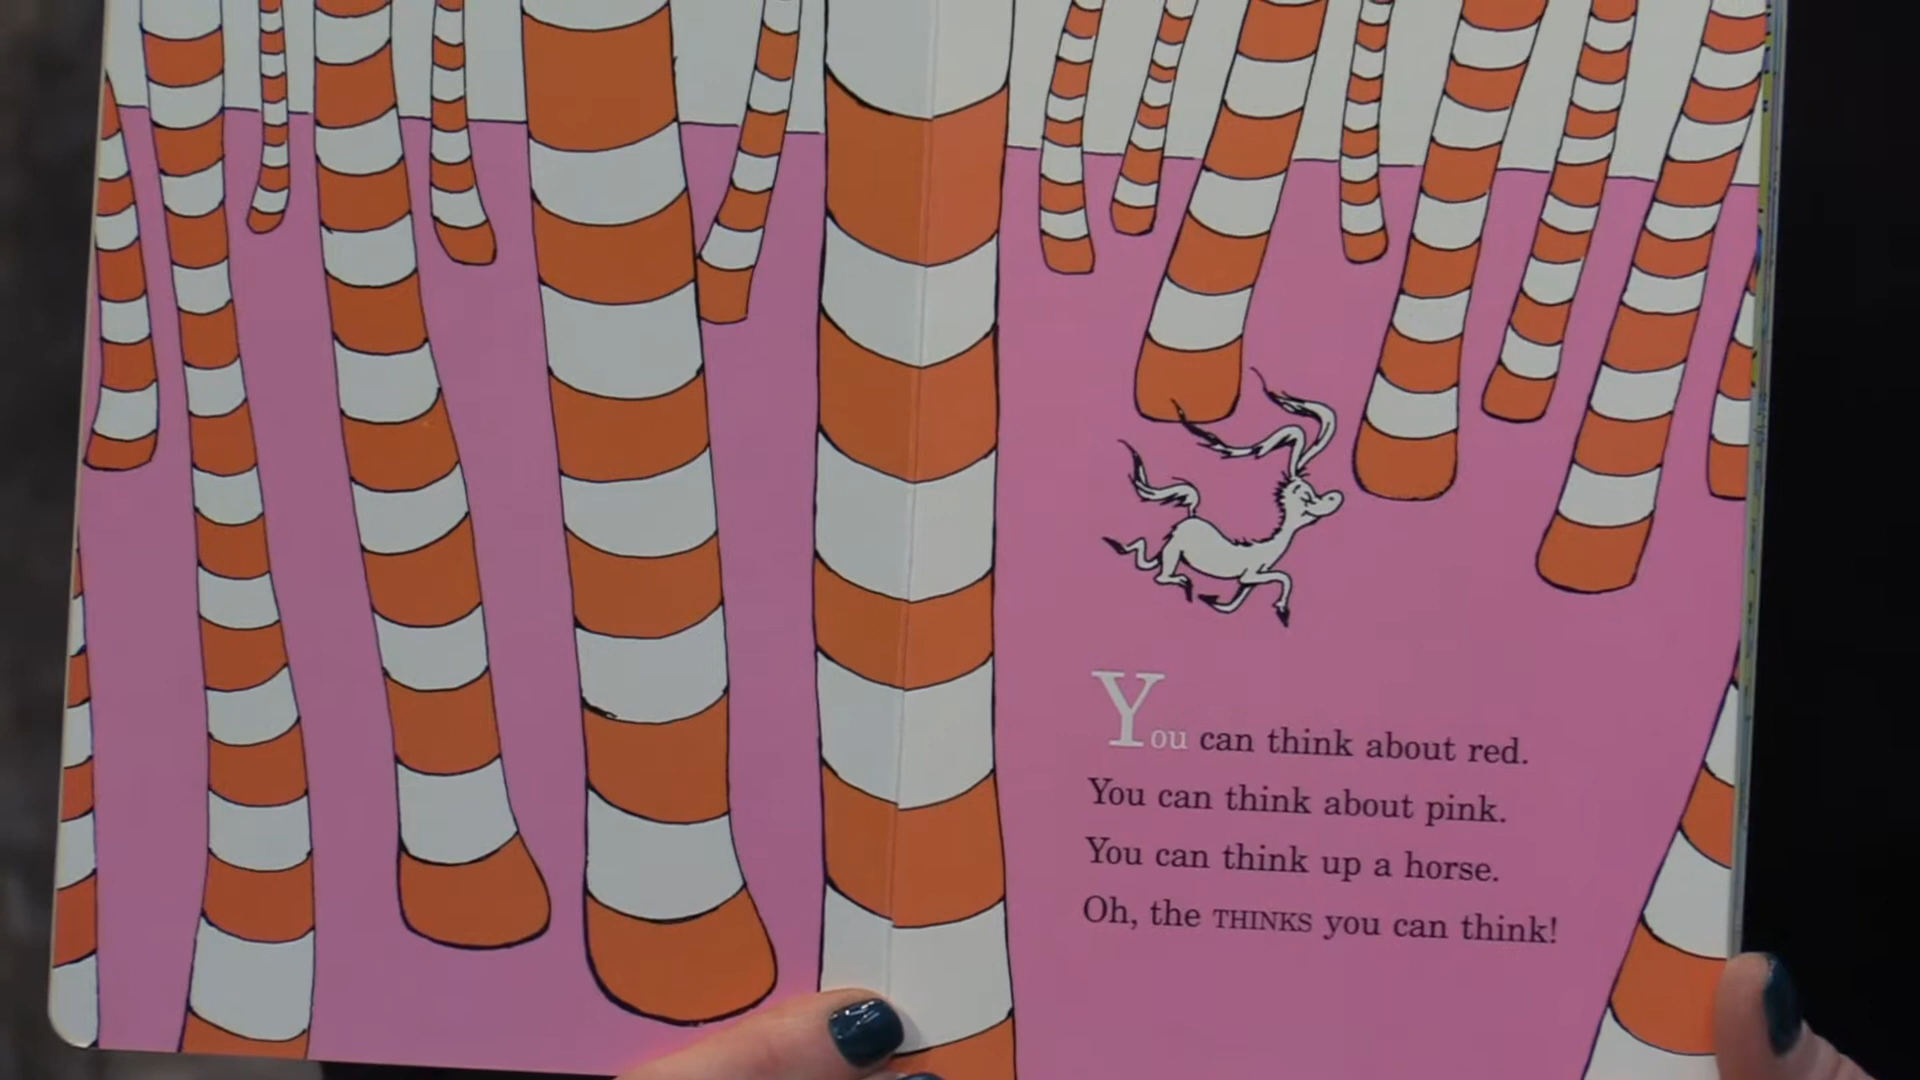 You can think about red.
You can think about pink.
You can think up a horse.
Oh, the THINKS you can think!